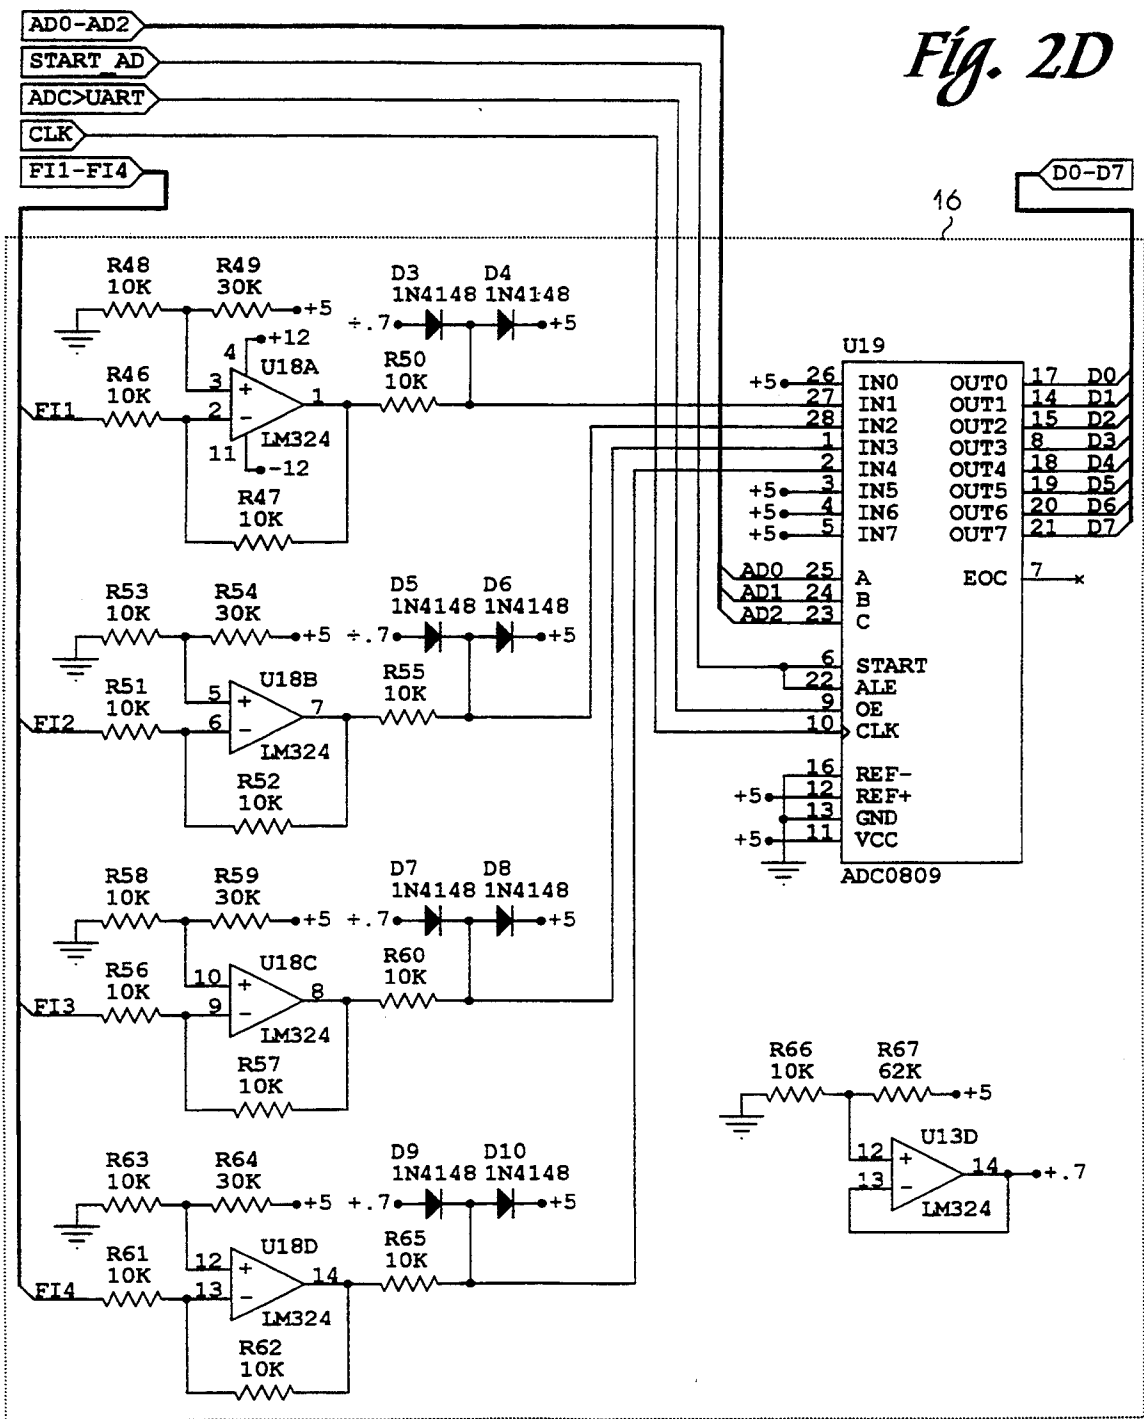 AD0-AD2
Fig. 2D
START_AD
ADC>UART
CLK
FI1-FI4
D0-D7
16
R48
10K
R49
30K
+5
D3
1N4148
D4
1N4148
÷.7
+5
4
+12
U18A
R46
10K
3
+
2
-
1
FI1
LM324
11
-12
R50
10K
R47
10K
R53
10K
R54
30K
+5
D5
1N4148
D6
1N4148
÷.7
+5
U18B
R51
10K
5
+
6
-
7
FI2
LM324
R55
10K
R52
10K
R58
10K
R59
30K
+5
D7
1N4148
D8
1N4148
+.7
+5
U18C
R56
10K
10
+
9
-
8
FI3
LM324
R60
10K
R57
10K
R63
10K
R64
30K
+5
D9
1N4148
D10
1N4148
+.7
+5
U18D
R61
10K
12
+
13
-
14
FI4
LM324
R65
10K
R62
10K
U19
+5 26 IN0 OUT0 17 D0
27 IN1 OUT1 14 D1
28 IN2 OUT2 15 D2
1 IN3 OUT3 8 D3
2 IN4 OUT4 18 D4
+5 3 IN5 OUT5 19 D5
+5 4 IN6 OUT6 20 D6
+5 5 IN7 OUT7 21 D7
AD0 25 A EOC 7
AD1 24 B
AD2 23 C
6 START
22 ALE
9 OE
10 CLK
16 REF-
+5 12 REF+
13 GND
+5 11 VCC
ADC0809
R66
10K
R67
62K
+5
U13D
12
+
13
-
14
+.7
LM324